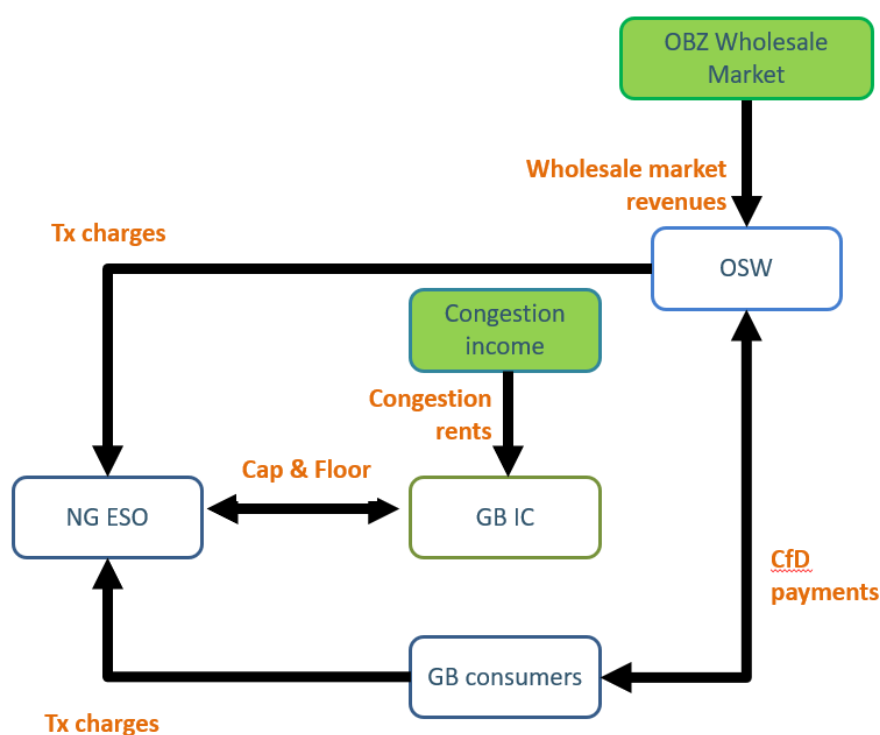 OBZ Wholesale
Market
Wholesale market
revenues
Tx charges
OSW
Congestion
income
Congestion
rents
Cap & Floor
NG ESO
GB IC
CfD
payments
GB consumers
Tx charges